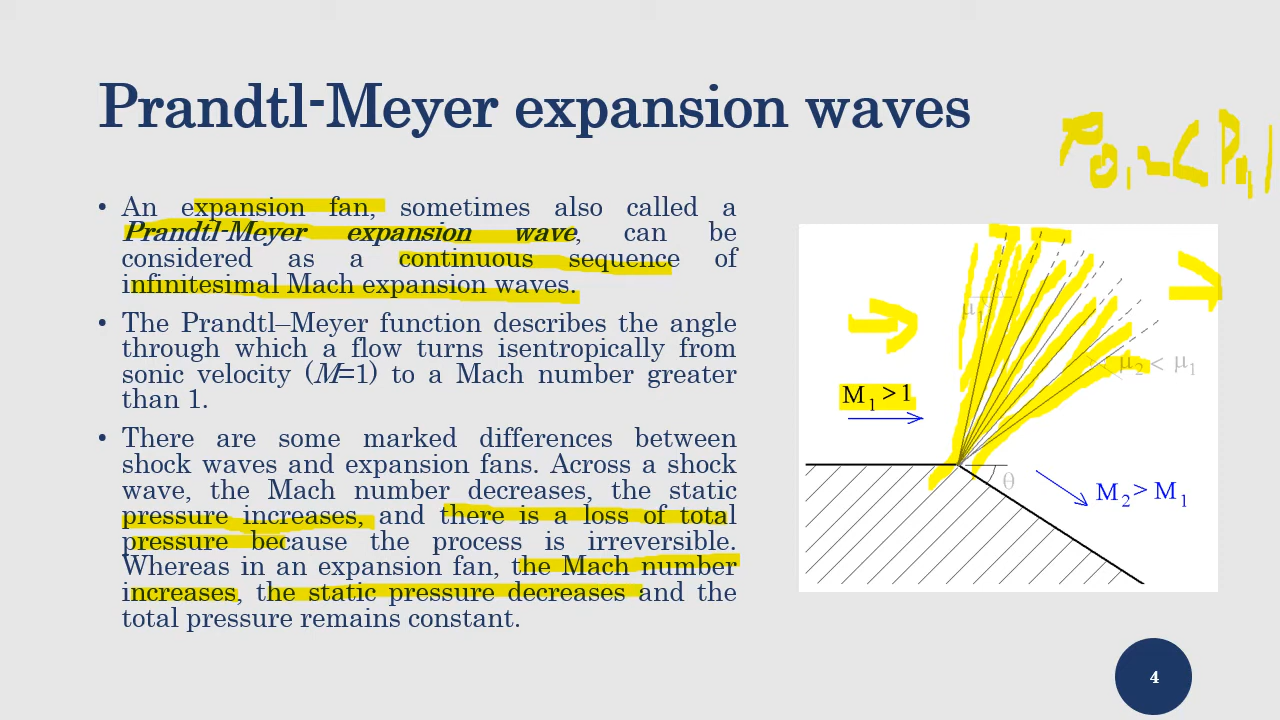 Prandtl-Meyer expansion waves
• An expansion fan, sometimes also called a
Prandtl-Meyer expansion wave, can be
considered as a continuous sequence of
infinitesimal Mach expansion waves.
• The Prandtl–Meyer function describes the angle
through which a flow turns isentropically from
sonic velocity (M=1) to a Mach number greater
than 1.
• There are some marked differences between
shock waves and expansion fans. Across a shock
wave, the Mach number decreases, the static
pressure increases, and there is a loss of total
pressure because the process is irreversible.
Whereas in an expansion fan, the Mach number
increases, the static pressure decreases and the
total pressure remains constant.
μ1
μ2 < μ1
M1 > 1
θ
M2 > M1
4